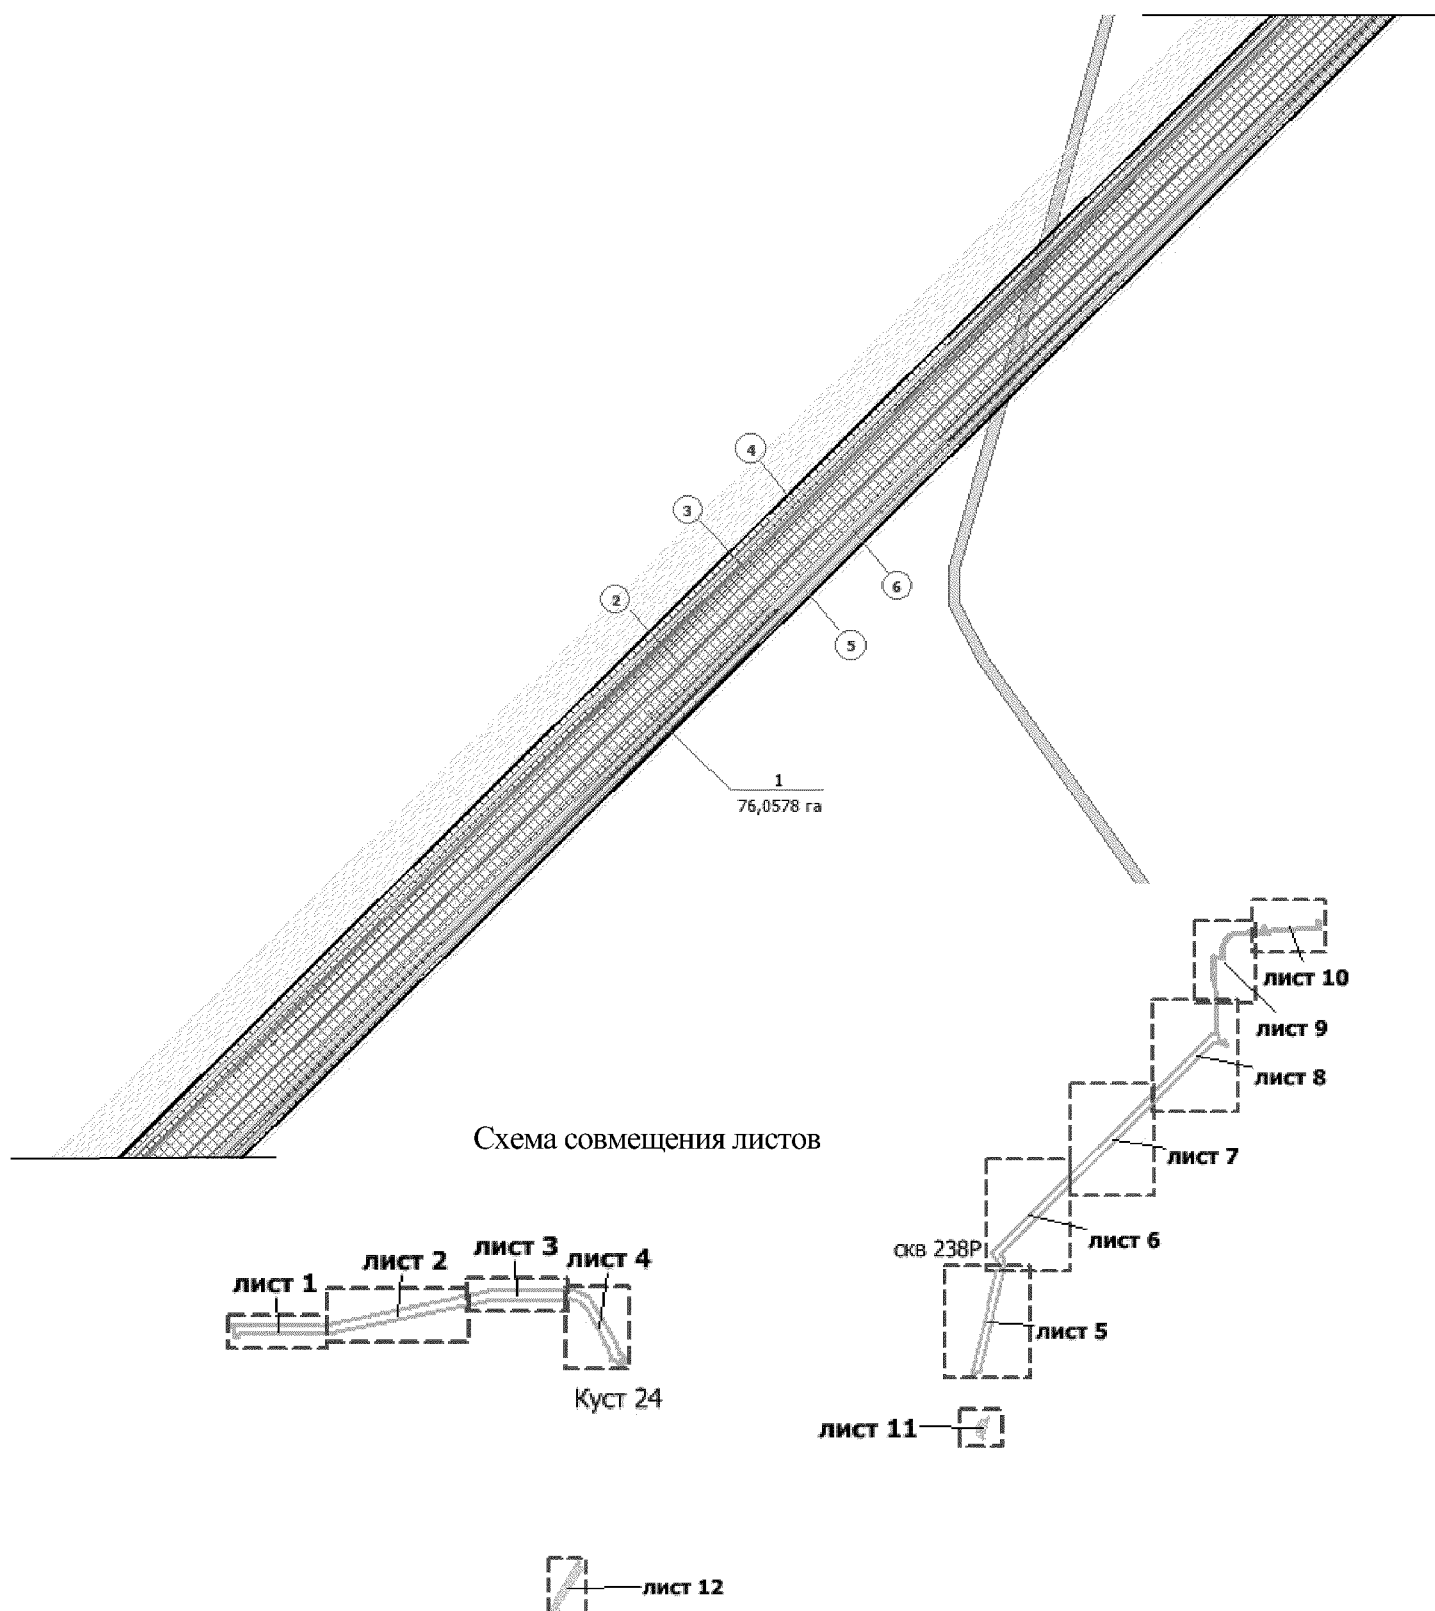 4
3
2
6
5
1
76,0578 га
лист 10
лист 9
лист 8
Схема совмещения листов
лист 7
скв 238Р
лист 6
лист 3
лист 2
лист 4
лист 1
лист 5
Куст 24
лист 11
лист 12